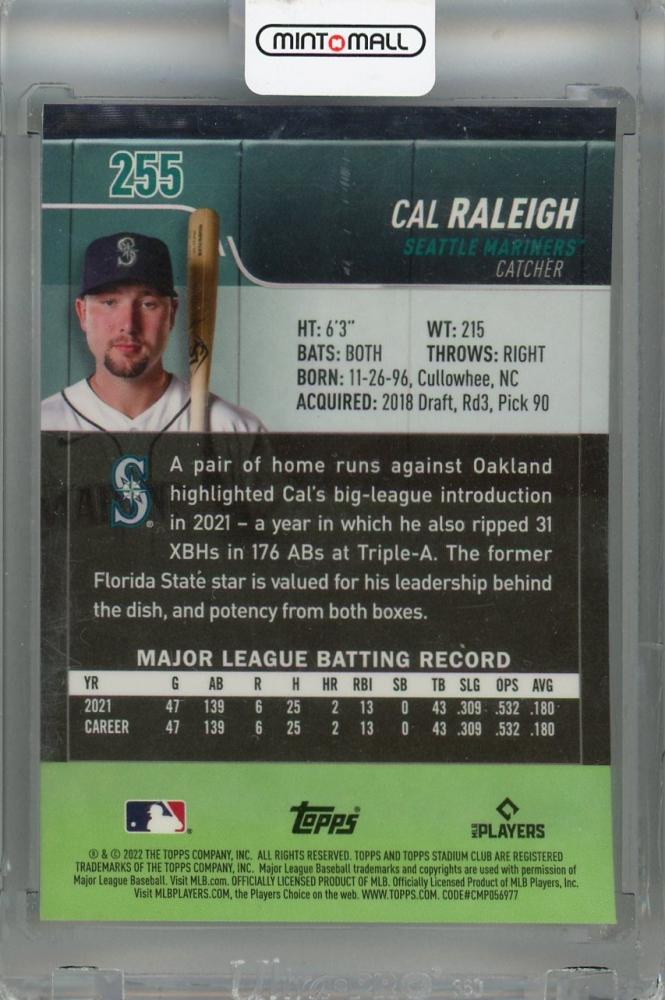 MINT MALL
255
CAL RALEIGH
SEATTLE MARINERS™
CATCHER
HT: 6'3" WT: 215
BATS: BOTH THROWS: RIGHT
BORN: 11-26-96, Cullowhee, NC
ACQUIRED: 2018 Draft, Rd3, Pick 90
S
A pair of home runs against Oakland
highlighted Cal's big-league introduction
in 2021 – a year in which he also ripped 31
XBHs in 176 ABs at Triple-A. The former
Florida State star is valued for his leadership behind
the dish, and potency from both boxes.
MAJOR LEAGUE BATTING RECORD
YR G AB R H HR RBI SB TB SLG OPS AVG
2021 47 139 6 25 2 13 0 43 .309 .532 .180
CAREER 47 139 6 25 2 13 0 43 .309 .532 .180
Topps®
MLB PLAYERS
® & © 2022 THE TOPPS COMPANY, INC. ALL RIGHTS RESERVED. TOPPS AND TOPPS STADIUM CLUB ARE REGISTERED
TRADEMARKS OF THE TOPPS COMPANY, INC. Major League Baseball trademarks and copyrights are used with permission of
Major League Baseball. Visit MLB.com. OFFICIALLY LICENSED PRODUCT OF MLB. Officially Licensed Product of MLB Players, Inc.
Visit MLBPLAYERS.COM, the Players Choice on the web. WWW.TOPPS.COM. CODE#CMP056977